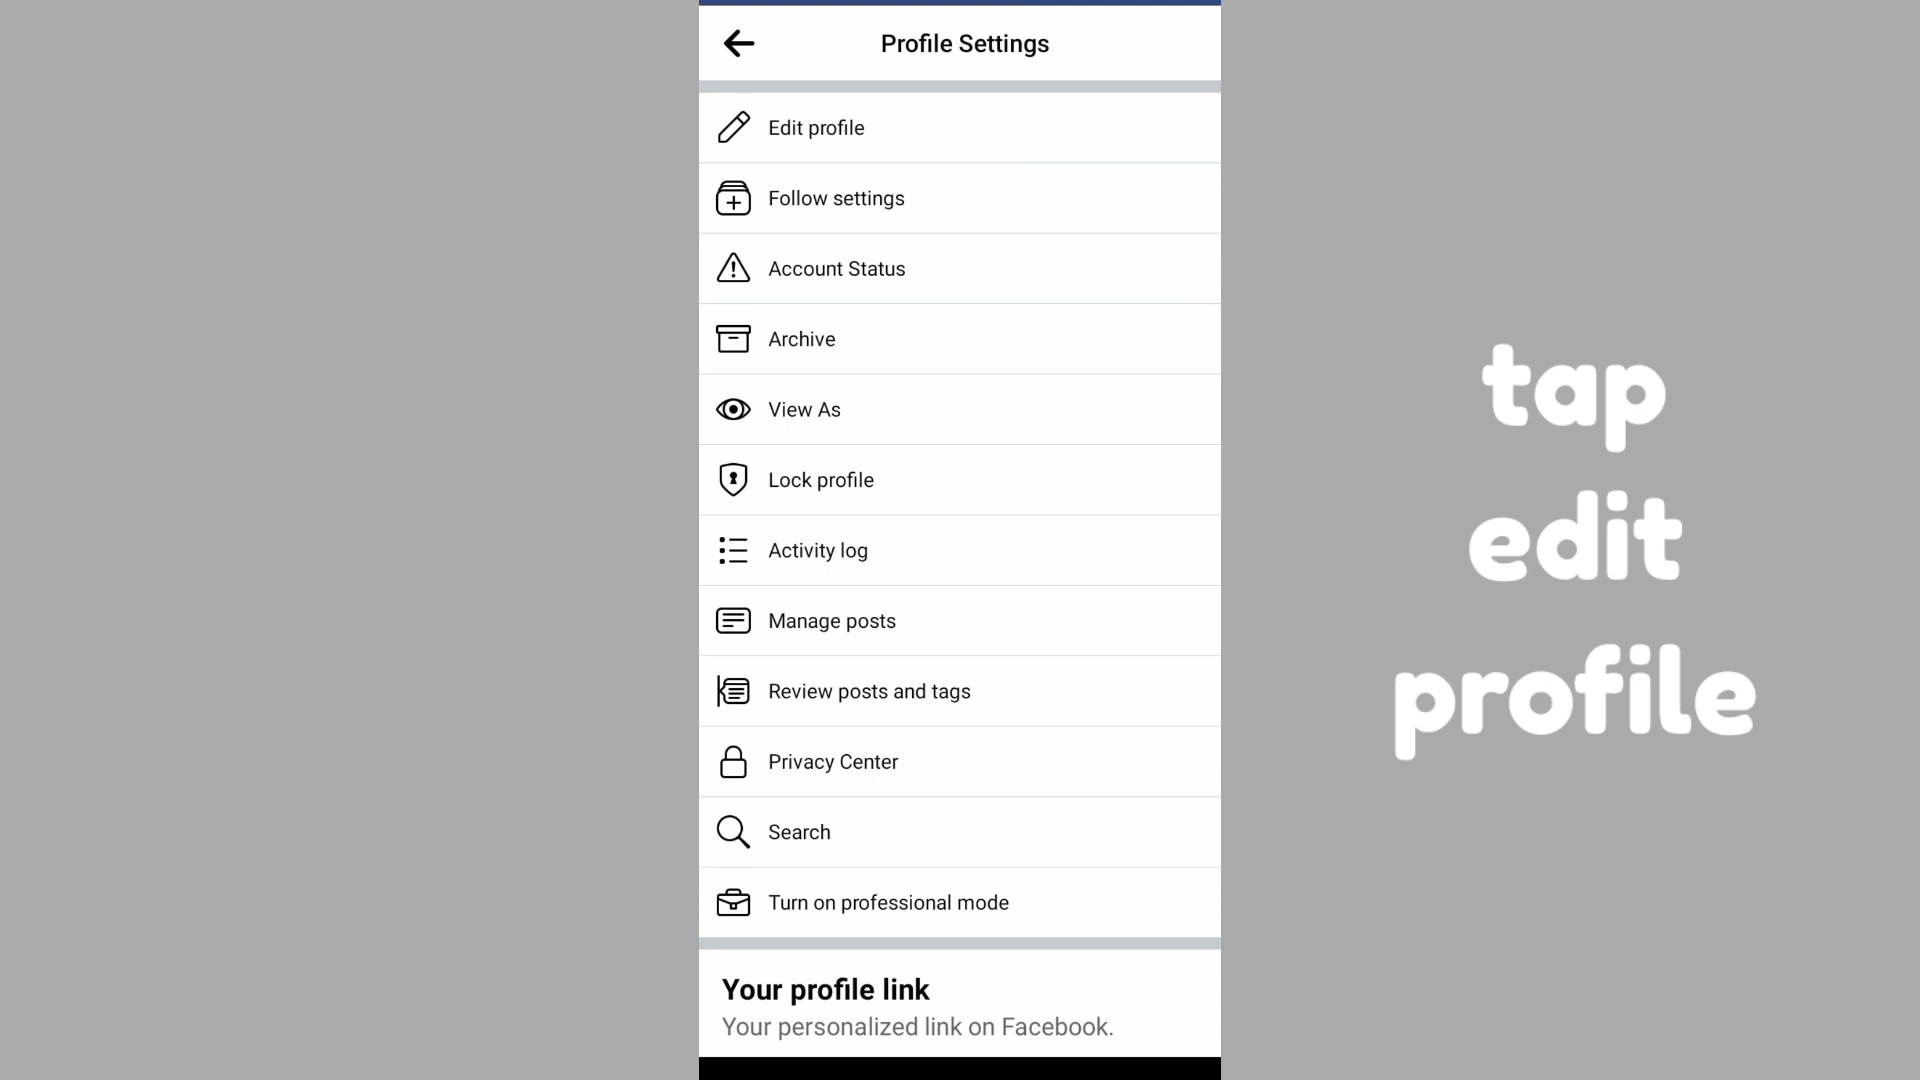 Profile Settings
Edit profile
Follow settings
Account Status
Archive
View As
Lock profile
Activity log
Manage posts
Review posts and tags
Privacy Center
Search
Turn on professional mode
Your profile link
Your personalized link on Facebook.
tap
edit
profile